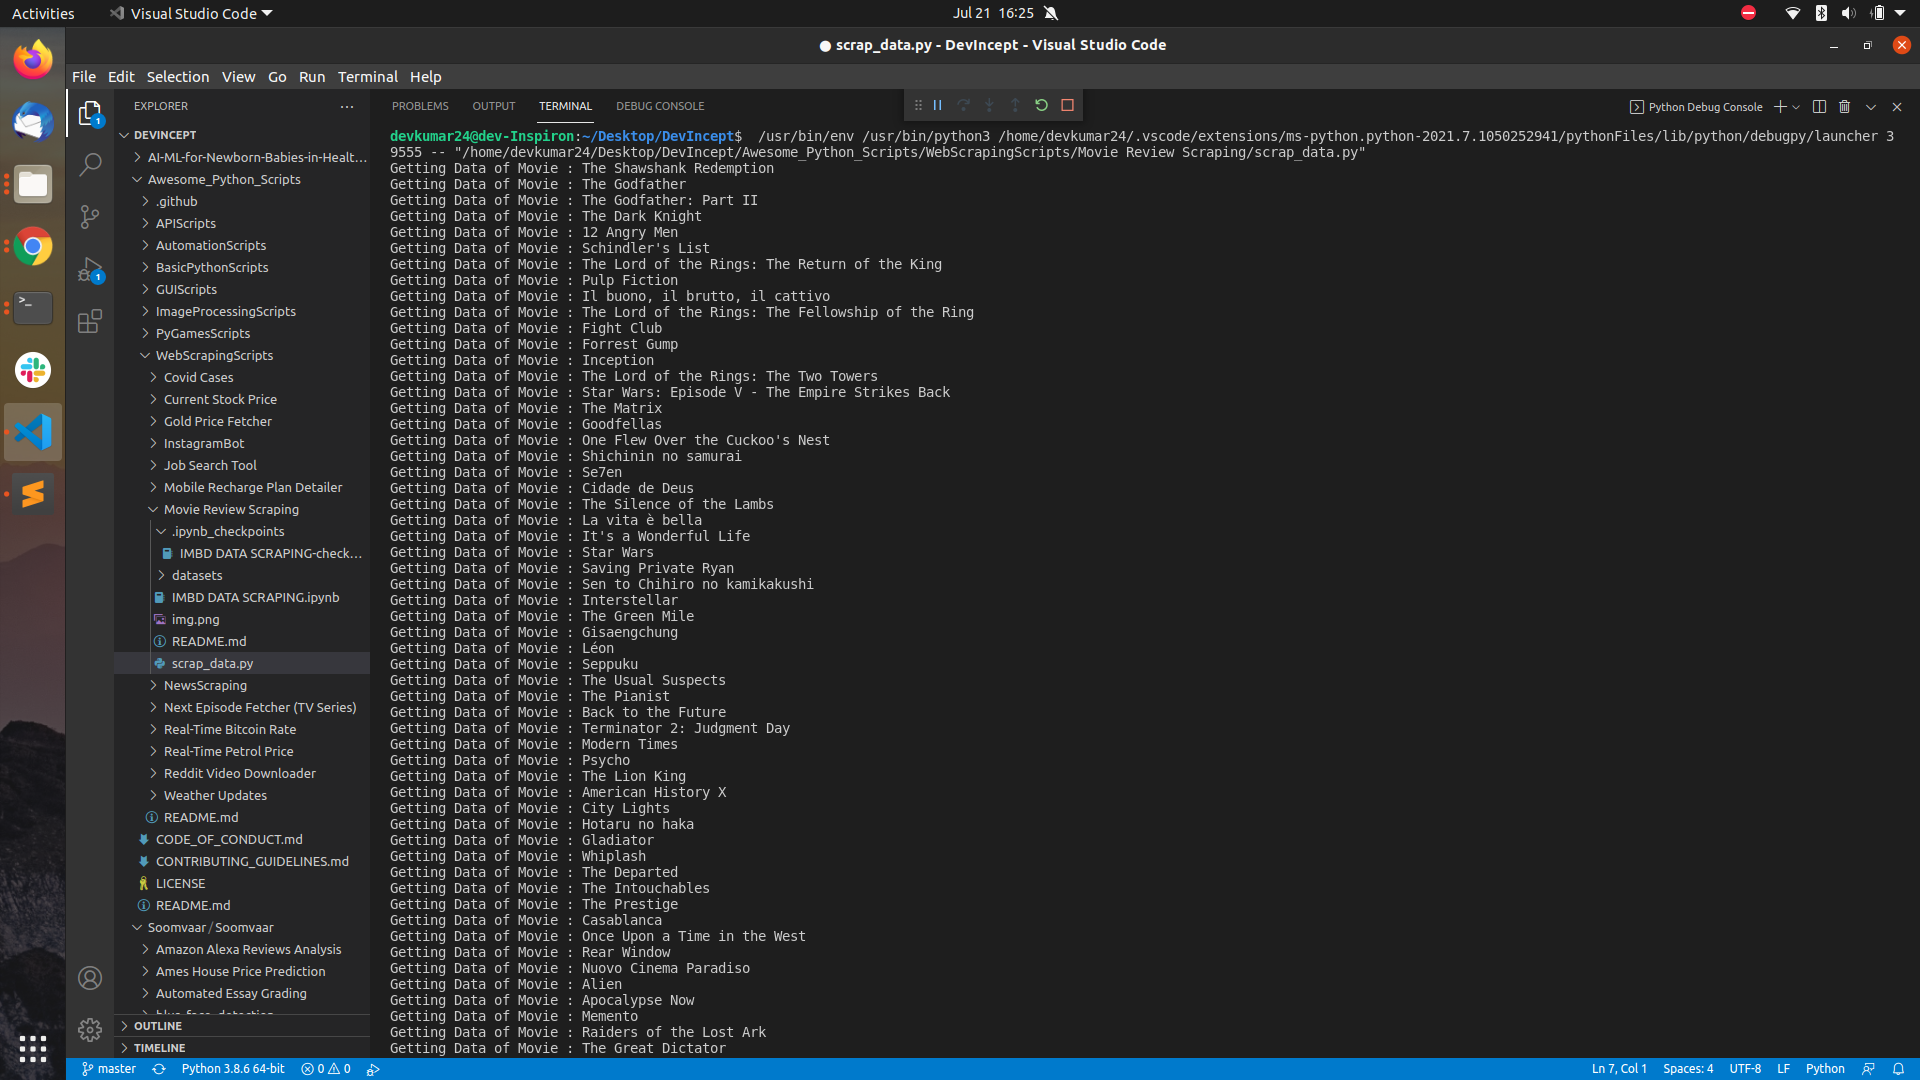 Activities
Visual Studio Code
Jul 21 16:25
scrap_data.py - DevIncept - Visual Studio Code
File Edit Selection View Go Run Terminal Help
EXPLORER
DEVINCEPT
AI-ML-for-Newborn-Babies-in-Healt...
Awesome_Python_Scripts
.github
APIScripts
AutomationScripts
BasicPythonScripts
GUIScripts
ImageProcessingScripts
PyGamesScripts
WebScrapingScripts
Covid Cases
Current Stock Price
Gold Price Fetcher
InstagramBot
Job Search Tool
Mobile Recharge Plan Detailer
Movie Review Scraping
.ipynb_checkpoints
IMBD DATA SCRAPING-check...
datasets
IMBD DATA SCRAPING.ipynb
img.png
README.md
scrap_data.py
NewsScraping
Next Episode Fetcher (TV Series)
Real-Time Bitcoin Rate
Real-Time Petrol Price
Reddit Video Downloader
Weather Updates
README.md
CODE_OF_CONDUCT.md
CONTRIBUTING_GUIDELINES.md
LICENSE
README.md
Soomvaar / Soomvaar
Amazon Alexa Reviews Analysis
Ames House Price Prediction
Automated Essay Grading
OUTLINE
TIMELINE
PROBLEMS OUTPUT TERMINAL DEBUG CONSOLE
Python Debug Console
devkumar24@dev-Inspiron:~/Desktop/DevIncept$  /usr/bin/env /usr/bin/python3 /home/devkumar24/.vscode/extensions/ms-python.python-2021.7.1050252941/pythonFiles/lib/python/debugpy/launcher 3
9555 -- "/home/devkumar24/Desktop/DevIncept/Awesome_Python_Scripts/WebScrapingScripts/Movie Review Scraping/scrap_data.py"
Getting Data of Movie : The Shawshank Redemption
Getting Data of Movie : The Godfather
Getting Data of Movie : The Godfather: Part II
Getting Data of Movie : The Dark Knight
Getting Data of Movie : 12 Angry Men
Getting Data of Movie : Schindler's List
Getting Data of Movie : The Lord of the Rings: The Return of the King
Getting Data of Movie : Pulp Fiction
Getting Data of Movie : Il buono, il brutto, il cattivo
Getting Data of Movie : The Lord of the Rings: The Fellowship of the Ring
Getting Data of Movie : Fight Club
Getting Data of Movie : Forrest Gump
Getting Data of Movie : Inception
Getting Data of Movie : The Lord of the Rings: The Two Towers
Getting Data of Movie : Star Wars: Episode V - The Empire Strikes Back
Getting Data of Movie : The Matrix
Getting Data of Movie : Goodfellas
Getting Data of Movie : One Flew Over the Cuckoo's Nest
Getting Data of Movie : Shichinin no samurai
Getting Data of Movie : Se7en
Getting Data of Movie : Cidade de Deus
Getting Data of Movie : The Silence of the Lambs
Getting Data of Movie : La vita è bella
Getting Data of Movie : It's a Wonderful Life
Getting Data of Movie : Star Wars
Getting Data of Movie : Saving Private Ryan
Getting Data of Movie : Sen to Chihiro no kamikakushi
Getting Data of Movie : Interstellar
Getting Data of Movie : The Green Mile
Getting Data of Movie : Gisaengchung
Getting Data of Movie : Léon
Getting Data of Movie : Seppuku
Getting Data of Movie : The Usual Suspects
Getting Data of Movie : The Pianist
Getting Data of Movie : Back to the Future
Getting Data of Movie : Terminator 2: Judgment Day
Getting Data of Movie : Modern Times
Getting Data of Movie : Psycho
Getting Data of Movie : The Lion King
Getting Data of Movie : American History X
Getting Data of Movie : City Lights
Getting Data of Movie : Hotaru no haka
Getting Data of Movie : Gladiator
Getting Data of Movie : Whiplash
Getting Data of Movie : The Departed
Getting Data of Movie : The Intouchables
Getting Data of Movie : The Prestige
Getting Data of Movie : Casablanca
Getting Data of Movie : Once Upon a Time in the West
Getting Data of Movie : Rear Window
Getting Data of Movie : Nuovo Cinema Paradiso
Getting Data of Movie : Alien
Getting Data of Movie : Apocalypse Now
Getting Data of Movie : Memento
Getting Data of Movie : Raiders of the Lost Ark
Getting Data of Movie : The Great Dictator
master Python 3.8.6 64-bit 0 0
Ln 7, Col 1 Spaces: 4 UTF-8 LF Python